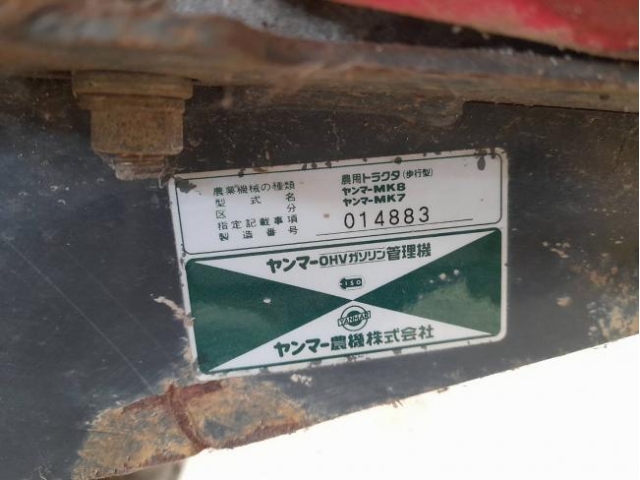 農業機械の種類 農用トラクタ(歩行型)
型式名 ヤンマーMK8
区分 ヤンマーMK7
指定記載事項
製造番号 014883
ヤンマーOHVガソリン管理機
YANMAR
ヤンマー農機株式会社